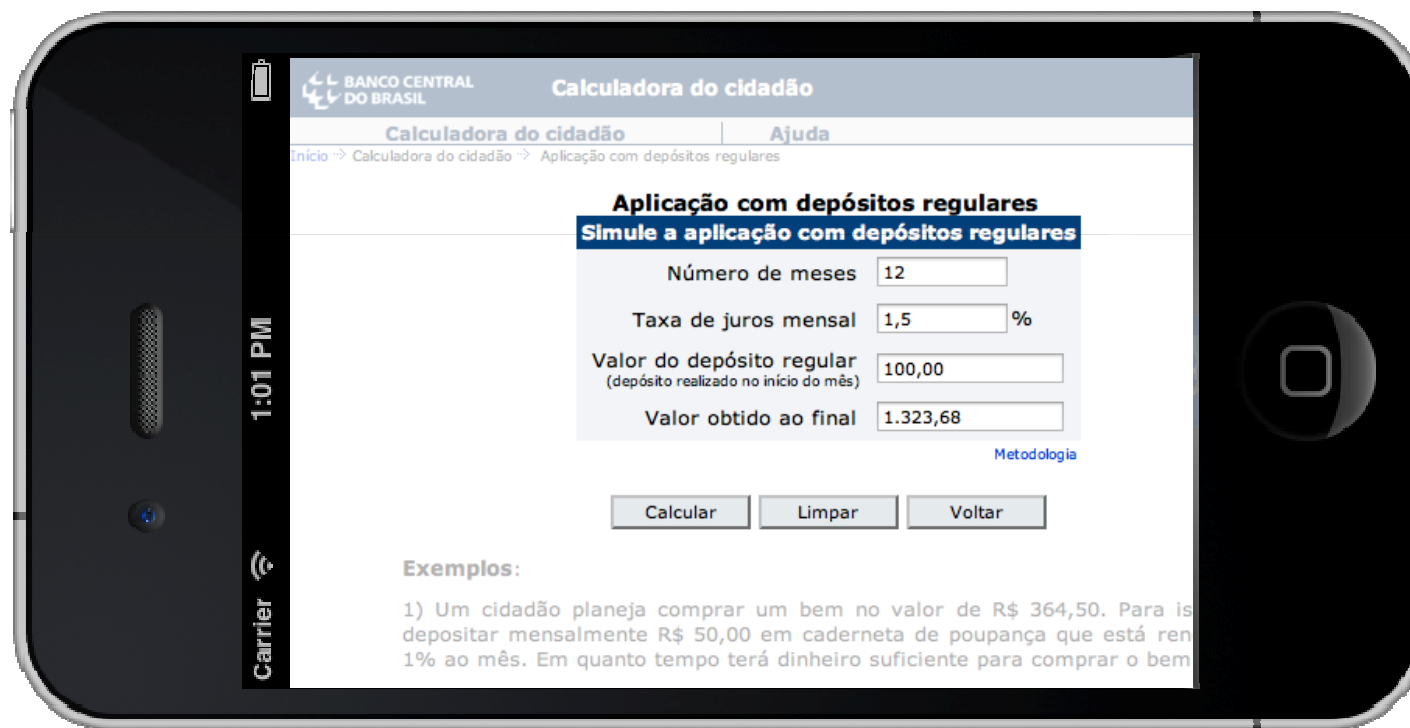 Carrier
1:01 PM
BANCO CENTRAL
DO BRASIL
Calculadora do cidadão
Calculadora do cidadão
Ajuda
Início Calculadora do cidadão Aplicação com depósitos regulares
Aplicação com depósitos regulares
Simule a aplicação com depósitos regulares
Número de meses 12
Taxa de juros mensal 1,5 %
Valor do depósito regular 100,00
(depósito realizado no início do mês)
Valor obtido ao final 1.323,68
Metodologia
Calcular Limpar Voltar
Exemplos:
1) Um cidadão planeja comprar um bem no valor de R$ 364,50. Para is
depositar mensalmente R$ 50,00 em caderneta de poupança que está ren
1% ao mês. Em quanto tempo terá dinheiro suficiente para comprar o bem